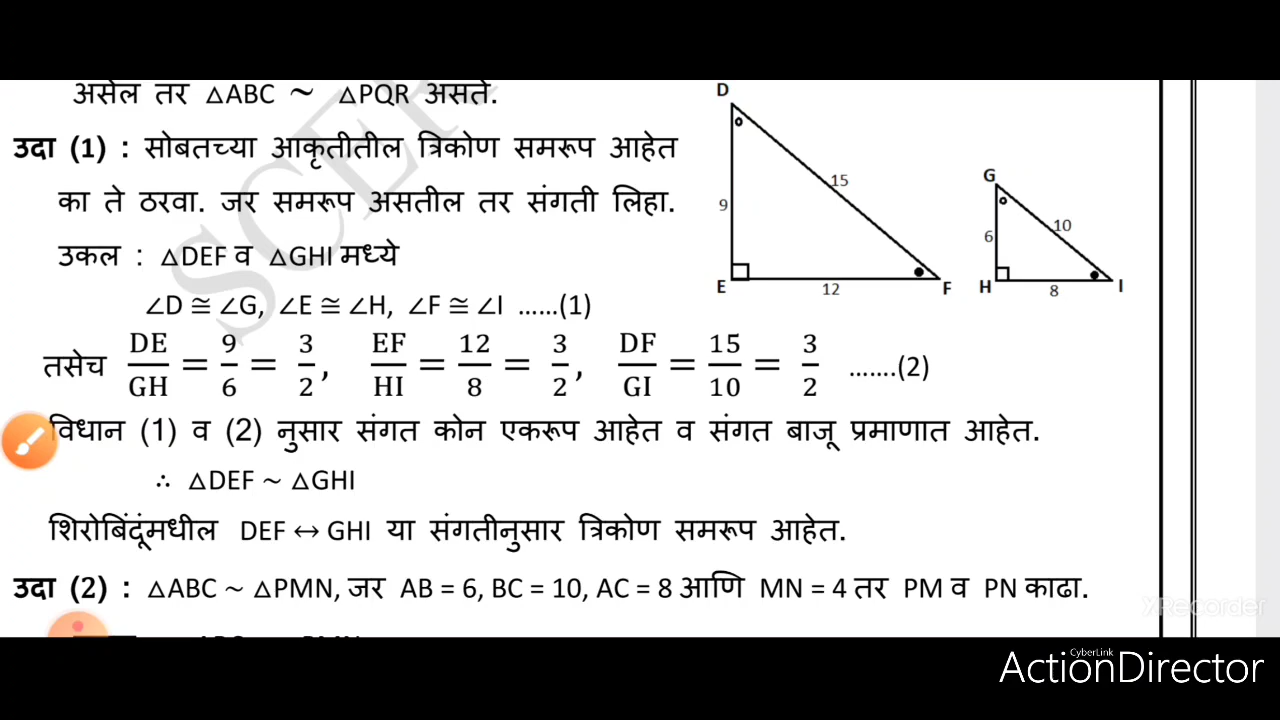 असेल तर △ABC ~ △PQR असते.
उदा (1) : सोबतच्या आकृतीतील त्रिकोण समरूप आहेत
का ते ठरवा. जर समरूप असतील तर संगती लिहा.
उकल : △DEF व △GHI मध्ये
∠D ≅ ∠G, ∠E ≅ ∠H, ∠F ≅ ∠I ......(1)
तसेच DE/GH = 9/6 = 3/2, EF/HI = 12/8 = 3/2, DF/GI = 15/10 = 3/2 .......(2)
विधान (1) व (2) नुसार संगत कोन एकरूप आहेत व संगत बाजू प्रमाणात आहेत.
∴ △DEF ~ △GHI
शिरोबिंदूंमधील DEF ↔ GHI या संगतीनुसार त्रिकोण समरूप आहेत.
उदा (2) : △ABC ~ △PMN, जर AB = 6, BC = 10, AC = 8 आणि MN = 4 तर PM व PN काढा.
D
15
9
E
12
F
G
10
6
H
8
I
SCER
XRecorder
CyberLink
ActionDirector